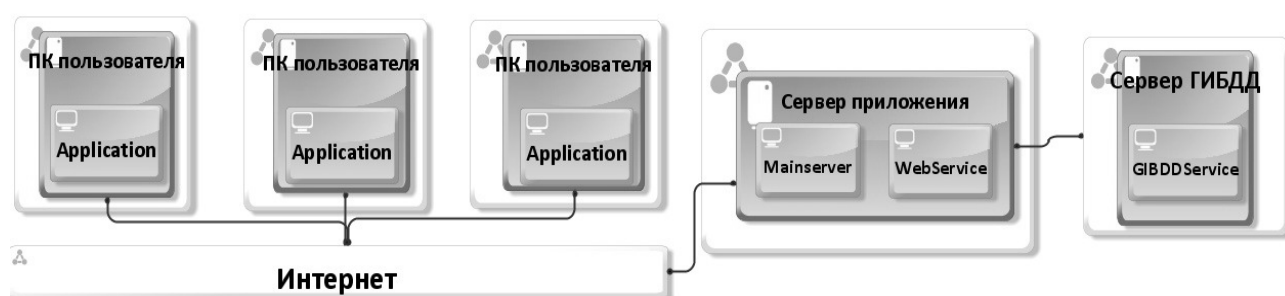 ПК пользователя
Application
ПК пользователя
Application
ПК пользователя
Application
Сервер приложения
Mainserver
WebService
Сервер ГИБДД
GIBDDService
Интернет